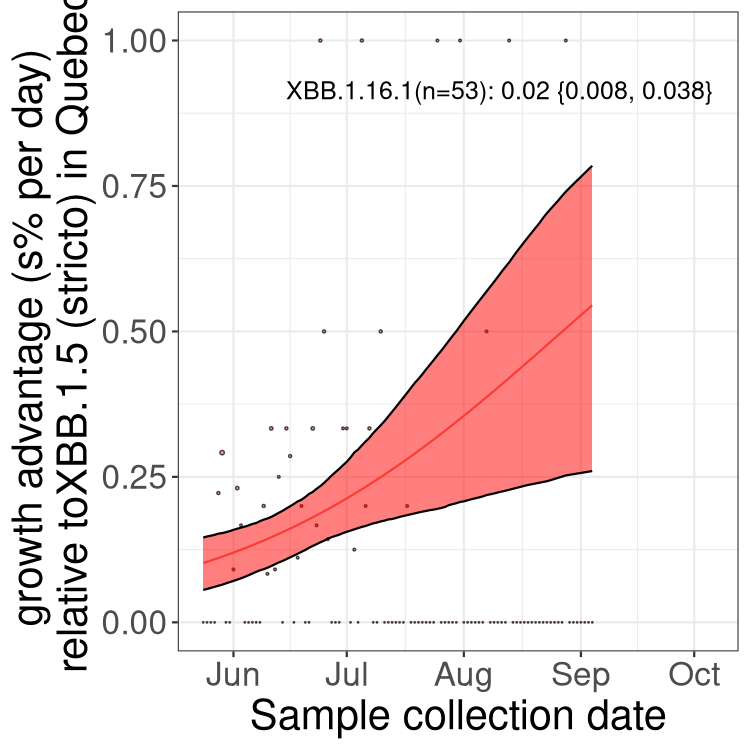 growth advantage (s% per day)
relative toXBB.1.5 (stricto) in Quebec
1.00
0.75
0.50
0.25
0.00
XBB.1.16.1(n=53): 0.02 {0.008, 0.038}
Jun Jul Aug Sep Oct
Sample collection date